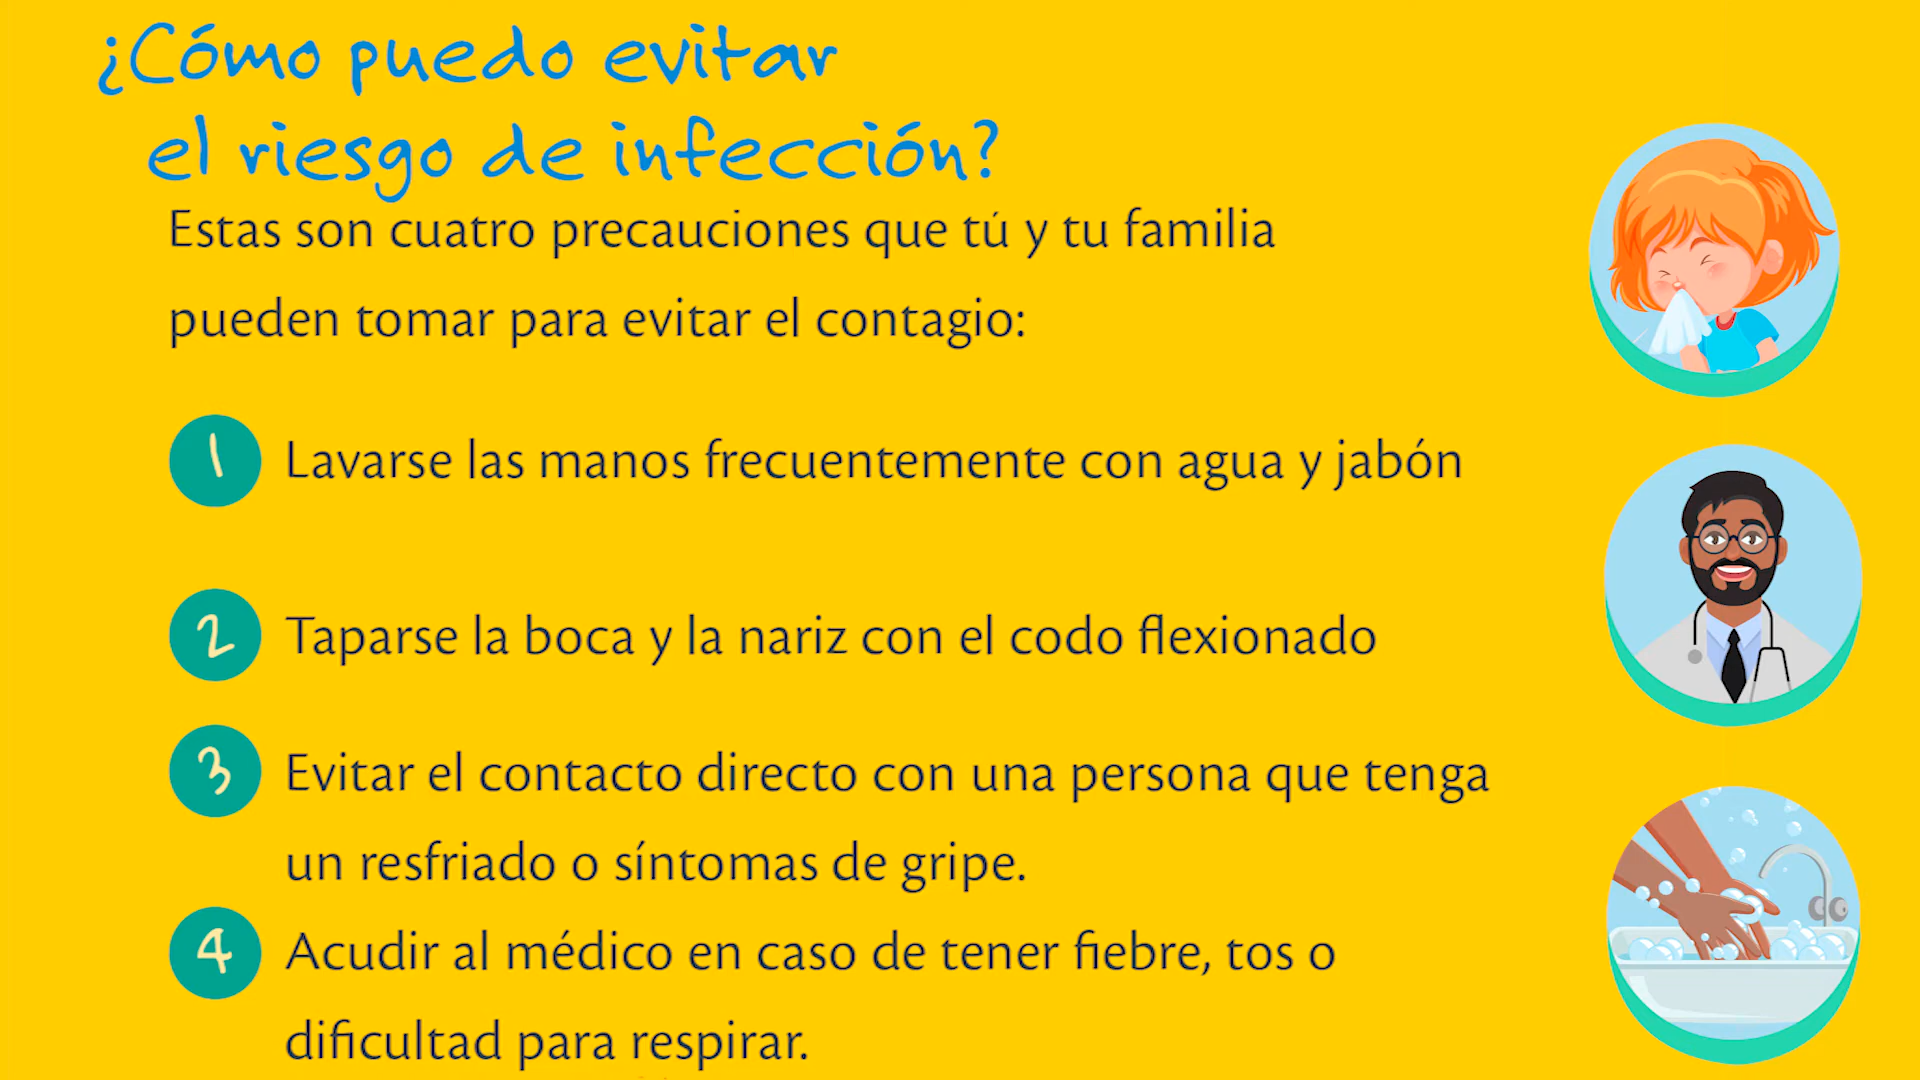 ¿Cómo puedo evitar
el riesgo de infección?
Estas son cuatro precauciones que tú y tu familia
pueden tomar para evitar el contagio:
1 Lavarse las manos frecuentemente con agua y jabón
2 Taparse la boca y la nariz con el codo flexionado
3 Evitar el contacto directo con una persona que tenga
un resfriado o síntomas de gripe.
4 Acudir al médico en caso de tener fiebre, tos o
dificultad para respirar.